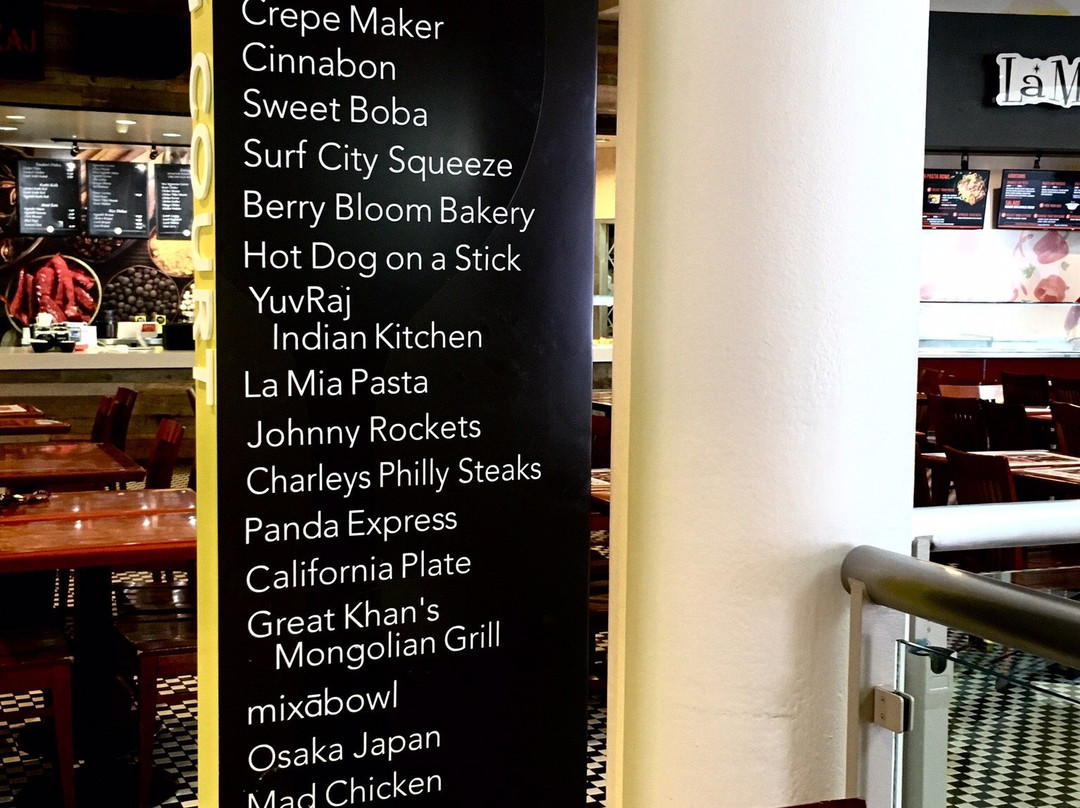 Crepe Maker
Cinnabon
Sweet Boba
Surf City Squeeze
Berry Bloom Bakery
Hot Dog on a Stick
YuvRaj
Indian Kitchen
La Mia Pasta
Johnny Rockets
Charleys Philly Steaks
Panda Express
California Plate
Great Khan's
Mongolian Grill
mixābowl
Osaka Japan
Mad Chicken
COURT
La M